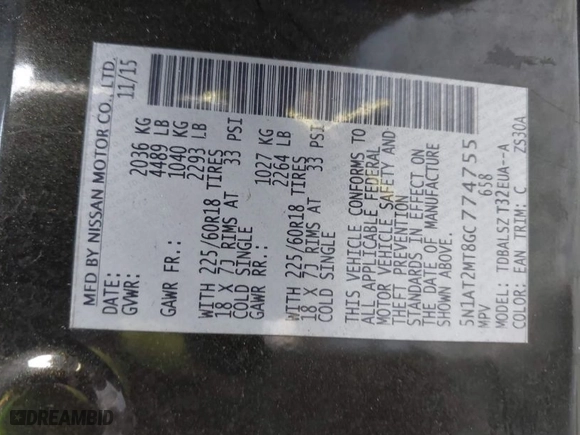 MFD BY NISSAN MOTOR CO., LTD.
DATE: 11/15
GVWR: 2036 KG
4489 LB
GAWR FR.: 1040 KG
2293 LB
WITH 225/60R18 TIRES
18 X 7J RIMS AT 33 PSI
COLD SINGLE
GAWR RR.: 1027 KG
2264 LB
WITH 225/60R18 TIRES
18 X 7J RIMS AT 33 PSI
COLD SINGLE
THIS VEHICLE CONFORMS TO
ALL APPLICABLE FEDERAL
MOTOR VEHICLE SAFETY AND
THEFT PREVENTION
STANDARDS IN EFFECT ON
THE DATE OF MANUFACTURE
SHOWN ABOVE.
5N1AT2MT8GC774755
MPV 658
MODEL: TDBALS2 T32EUA--A
COLOR: EAN TRIM: C ZS30A
DREAMBID